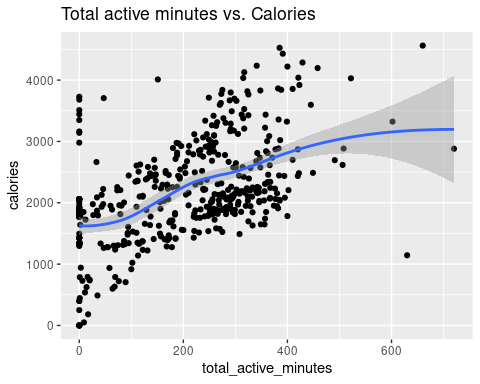 Total active minutes vs. Calories
4000
3000
2000
1000
0
calories
0 200 400 600
total_active_minutes